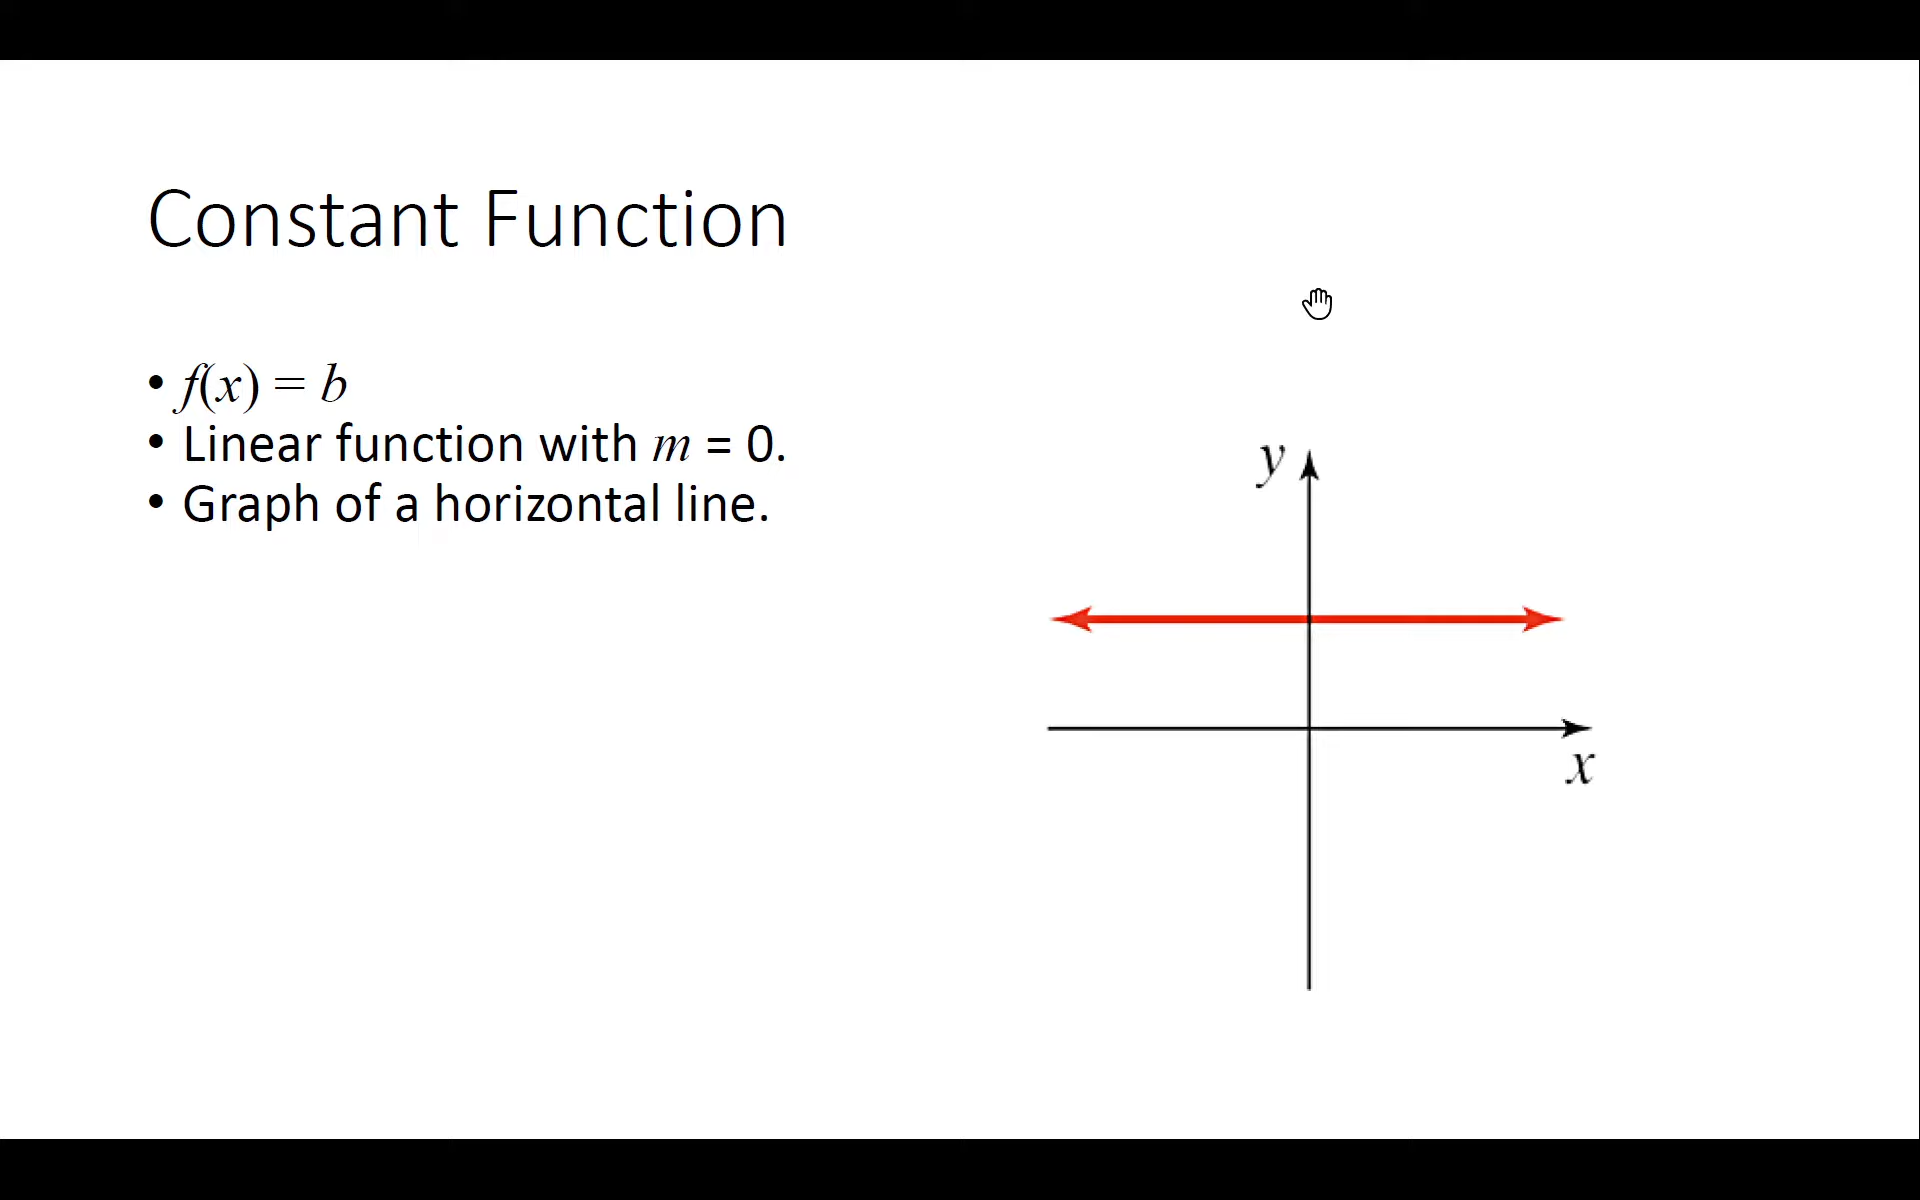 Constant Function
• f(x) = b
• Linear function with m = 0.
• Graph of a horizontal line.
y
x